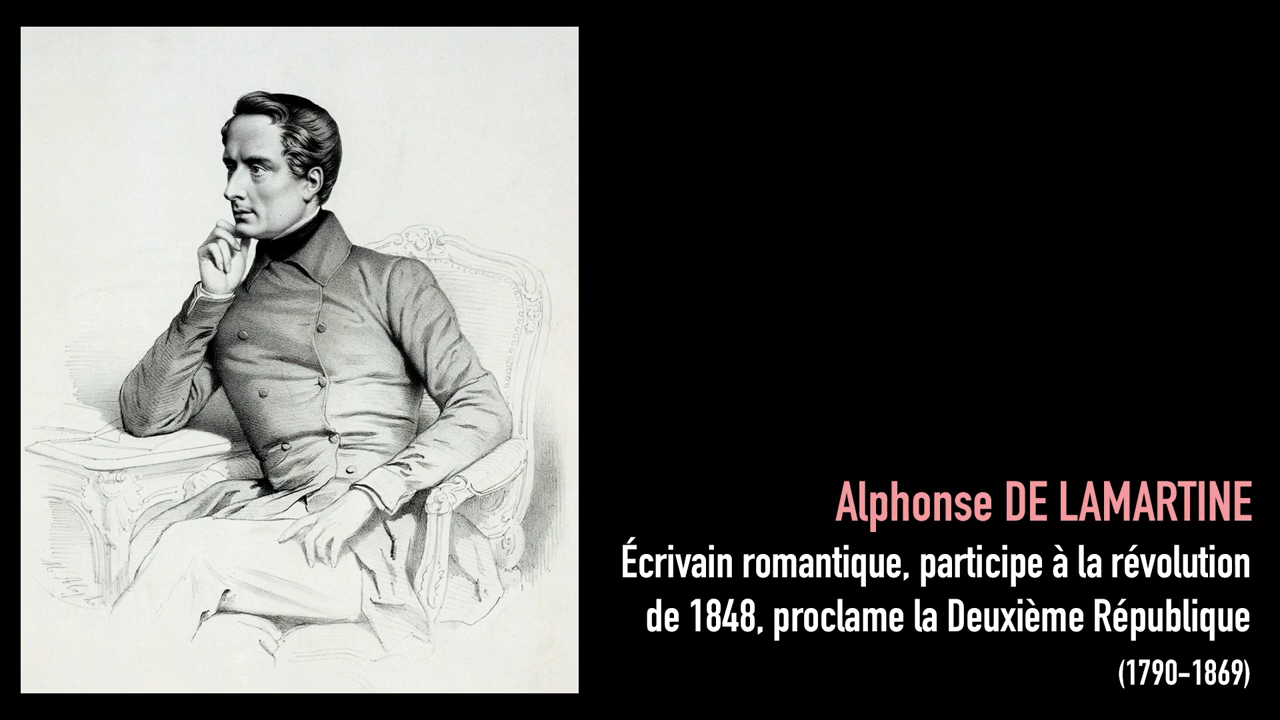 Alphonse DE LAMARTINE
Écrivain romantique, participe à la révolution
de 1848, proclame la Deuxième République
(1790-1869)